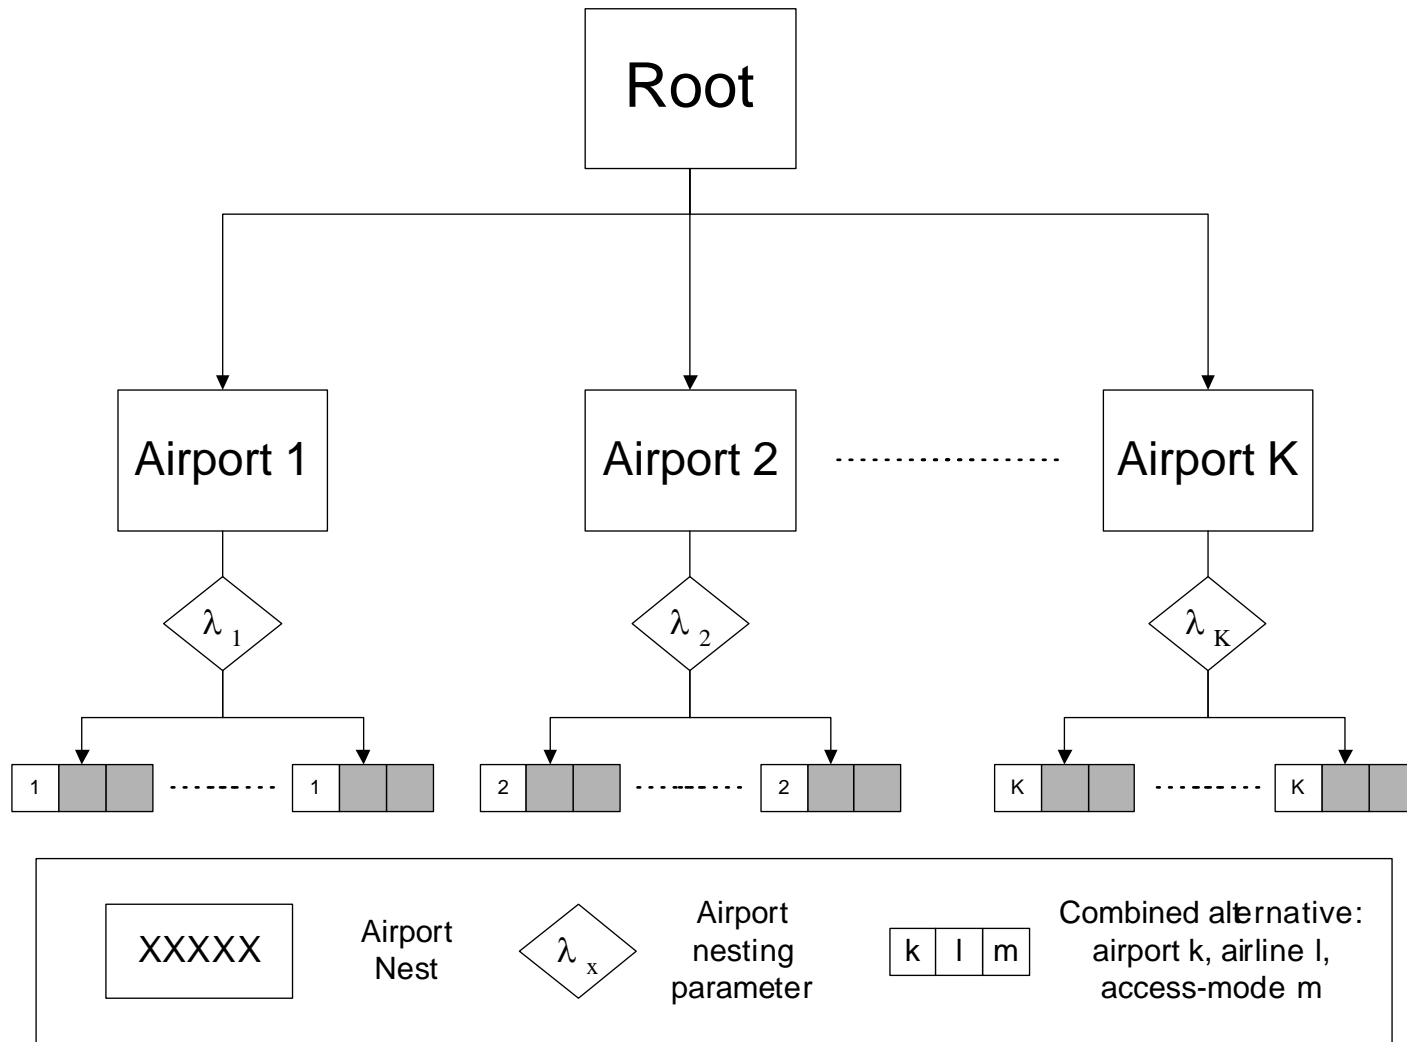 Root
Airport 1
Airport 2
Airport K
λ 1
λ 2
λ K
1
1
2
2
K
K
XXXXX
Airport
Nest
λ x
Airport
nesting
parameter
k l m
Combined alternative:
airport k, airline l,
access-mode m